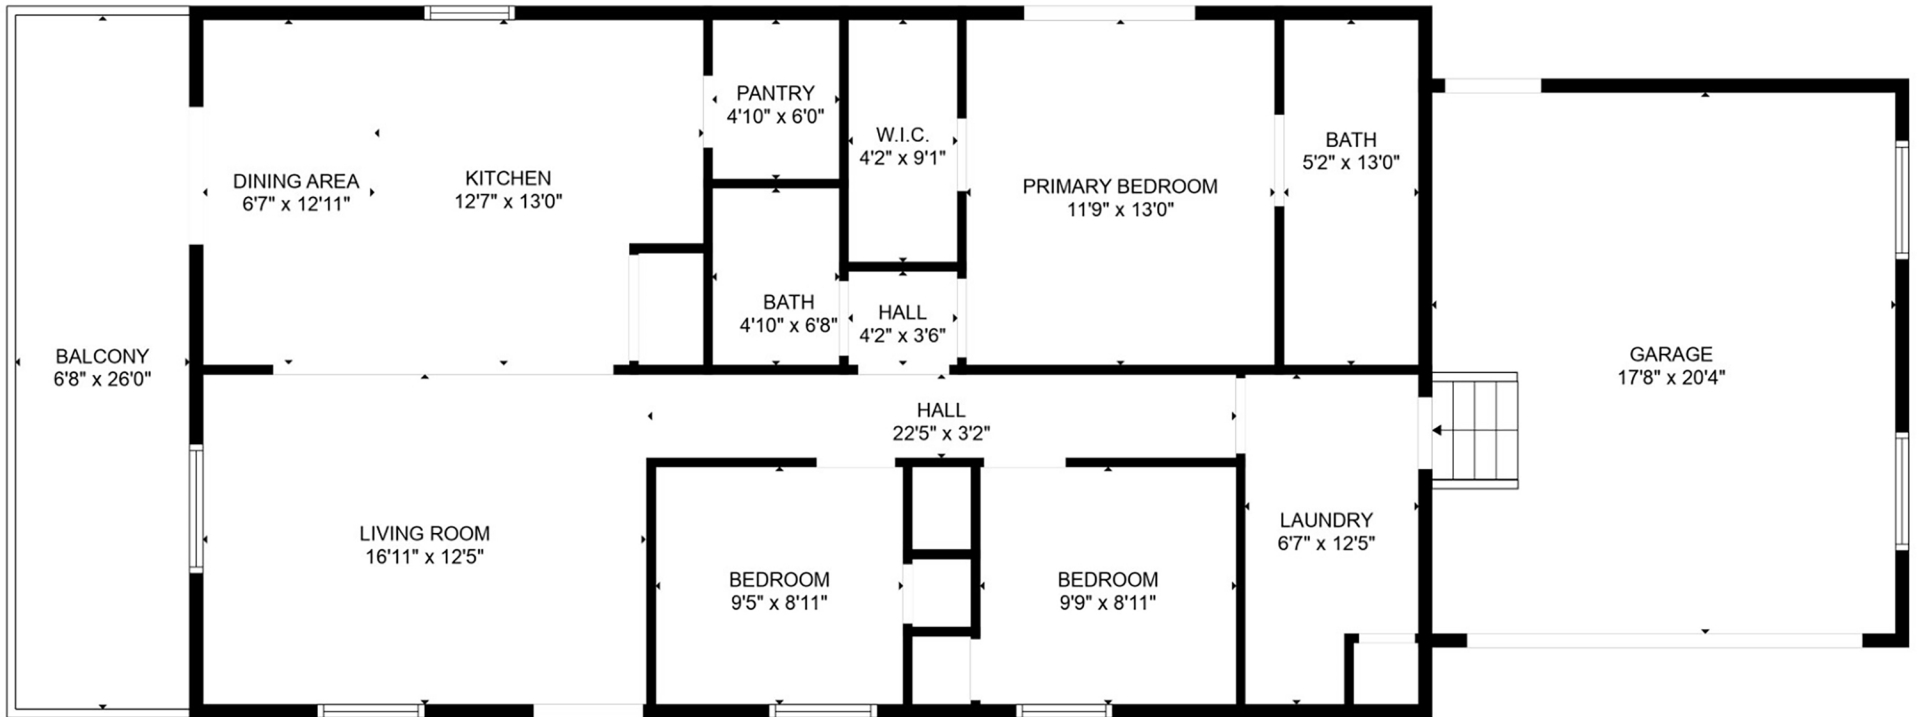 PANTRY
4'10" x 6'0"
W.I.C.
4'2" x 9'1"
BATH
5'2" x 13'0"
DINING AREA
6'7" x 12'11"
KITCHEN
12'7" x 13'0"
PRIMARY BEDROOM
11'9" x 13'0"
BATH
4'10" x 6'8"
HALL
4'2" x 3'6"
BALCONY
6'8" x 26'0"
GARAGE
17'8" x 20'4"
HALL
22'5" x 3'2"
LIVING ROOM
16'11" x 12'5"
LAUNDRY
6'7" x 12'5"
BEDROOM
9'5" x 8'11"
BEDROOM
9'9" x 8'11"